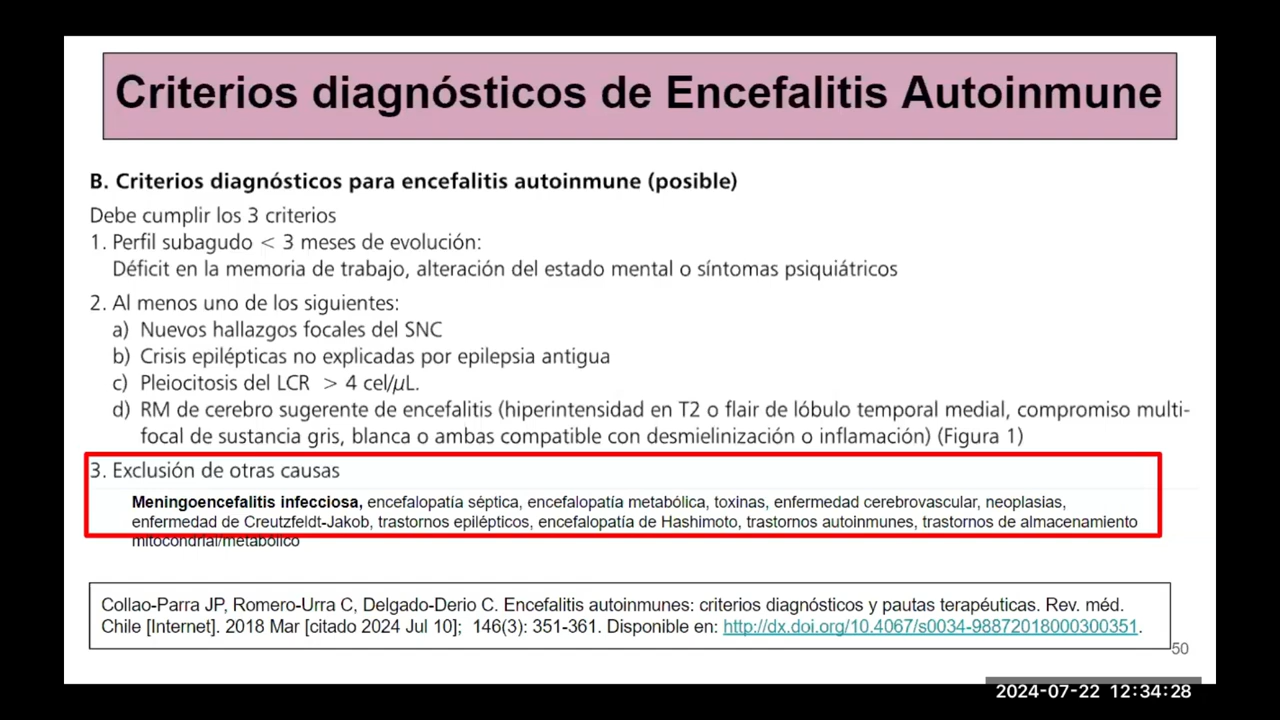 Criterios diagnósticos de Encefalitis Autoinmune
B. Criterios diagnósticos para encefalitis autoinmune (posible)
Debe cumplir los 3 criterios
1. Perfil subagudo < 3 meses de evolución:
Déficit en la memoria de trabajo, alteración del estado mental o síntomas psiquiátricos
2. Al menos uno de los siguientes:
a) Nuevos hallazgos focales del SNC
b) Crisis epilépticas no explicadas por epilepsia antigua
c) Pleiocitosis del LCR > 4 cel/µL.
d) RM de cerebro sugerente de encefalitis (hiperintensidad en T2 o flair de lóbulo temporal medial, compromiso multi-
focal de sustancia gris, blanca o ambas compatible con desmielinización o inflamación) (Figura 1)
3. Exclusión de otras causas
Meningoencefalitis infecciosa, encefalopatía séptica, encefalopatía metabólica, toxinas, enfermedad cerebrovascular, neoplasias,
enfermedad de Creutzfeldt-Jakob, trastornos epilépticos, encefalopatía de Hashimoto, trastornos autoinmunes, trastornos de almacenamiento
mitocondrial/metabólico
Collao-Parra JP, Romero-Urra C, Delgado-Derio C. Encefalitis autoinmunes: criterios diagnósticos y pautas terapéuticas. Rev. méd.
Chile [Internet]. 2018 Mar [citado 2024 Jul 10]; 146(3): 351-361. Disponible en: http://dx.doi.org/10.4067/s0034-98872018000300351.
50
2024-07-22 12:34:28